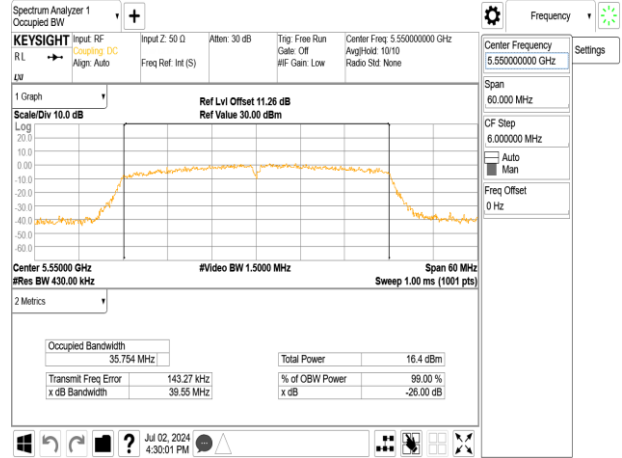 Spectrum Analyzer 1
Occupied BW
Frequency
KEYSIGHT
RL
Input: RF
Coupling: DC
Align: Auto
Input Z: 50 Ω
Freq Ref: Int (S)
Atten: 30 dB
Trig: Free Run
Gate: Off
#IF Gain: Low
Center Freq: 5.550000000 GHz
Avg|Hold: 10/10
Radio Std: None
Center Frequency
5.550000000 GHz
Settings
Span
60.000 MHz
CF Step
6.000000 MHz
Auto
Man
Freq Offset
0 Hz
1 Graph
Scale/Div 10.0 dB
Ref Lvl Offset 11.26 dB
Ref Value 30.00 dBm
Log
20.0
10.0
0.00
-10.0
-20.0
-30.0
-40.0
-50.0
-60.0
Center 5.55000 GHz
#Video BW 1.5000 MHz
Span 60 MHz
#Res BW 430.00 kHz
Sweep 1.00 ms (1001 pts)
2 Metrics
Occupied Bandwidth
35.754 MHz
Total Power 16.4 dBm
Transmit Freq Error 143.27 kHz
% of OBW Power 99.00 %
x dB Bandwidth 39.55 MHz
x dB -26.00 dB
?
Jul 02, 2024
4:30:01 PM